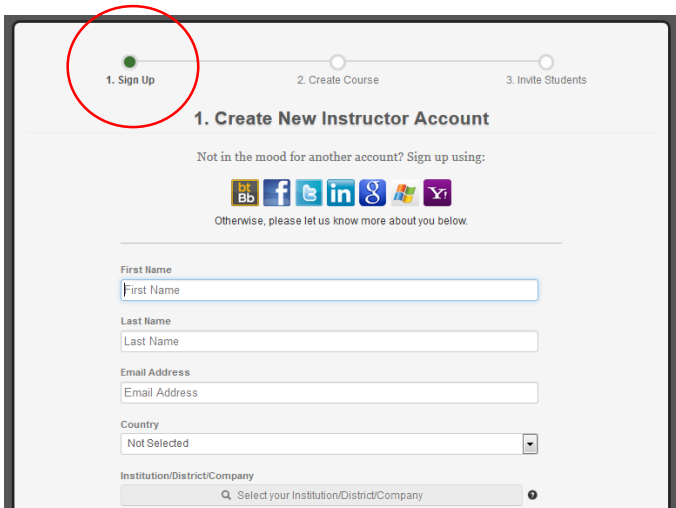 1. Sign Up 2. Create Course 3. Invite Students
1. Create New Instructor Account
Not in the mood for another account? Sign up using:
bt Bb f t in 8 Y!
Otherwise, please let us know more about you below.
First Name
First Name
Last Name
Last Name
Email Address
Email Address
Country
Not Selected
Institution/District/Company
Select your Institution/District/Company ?